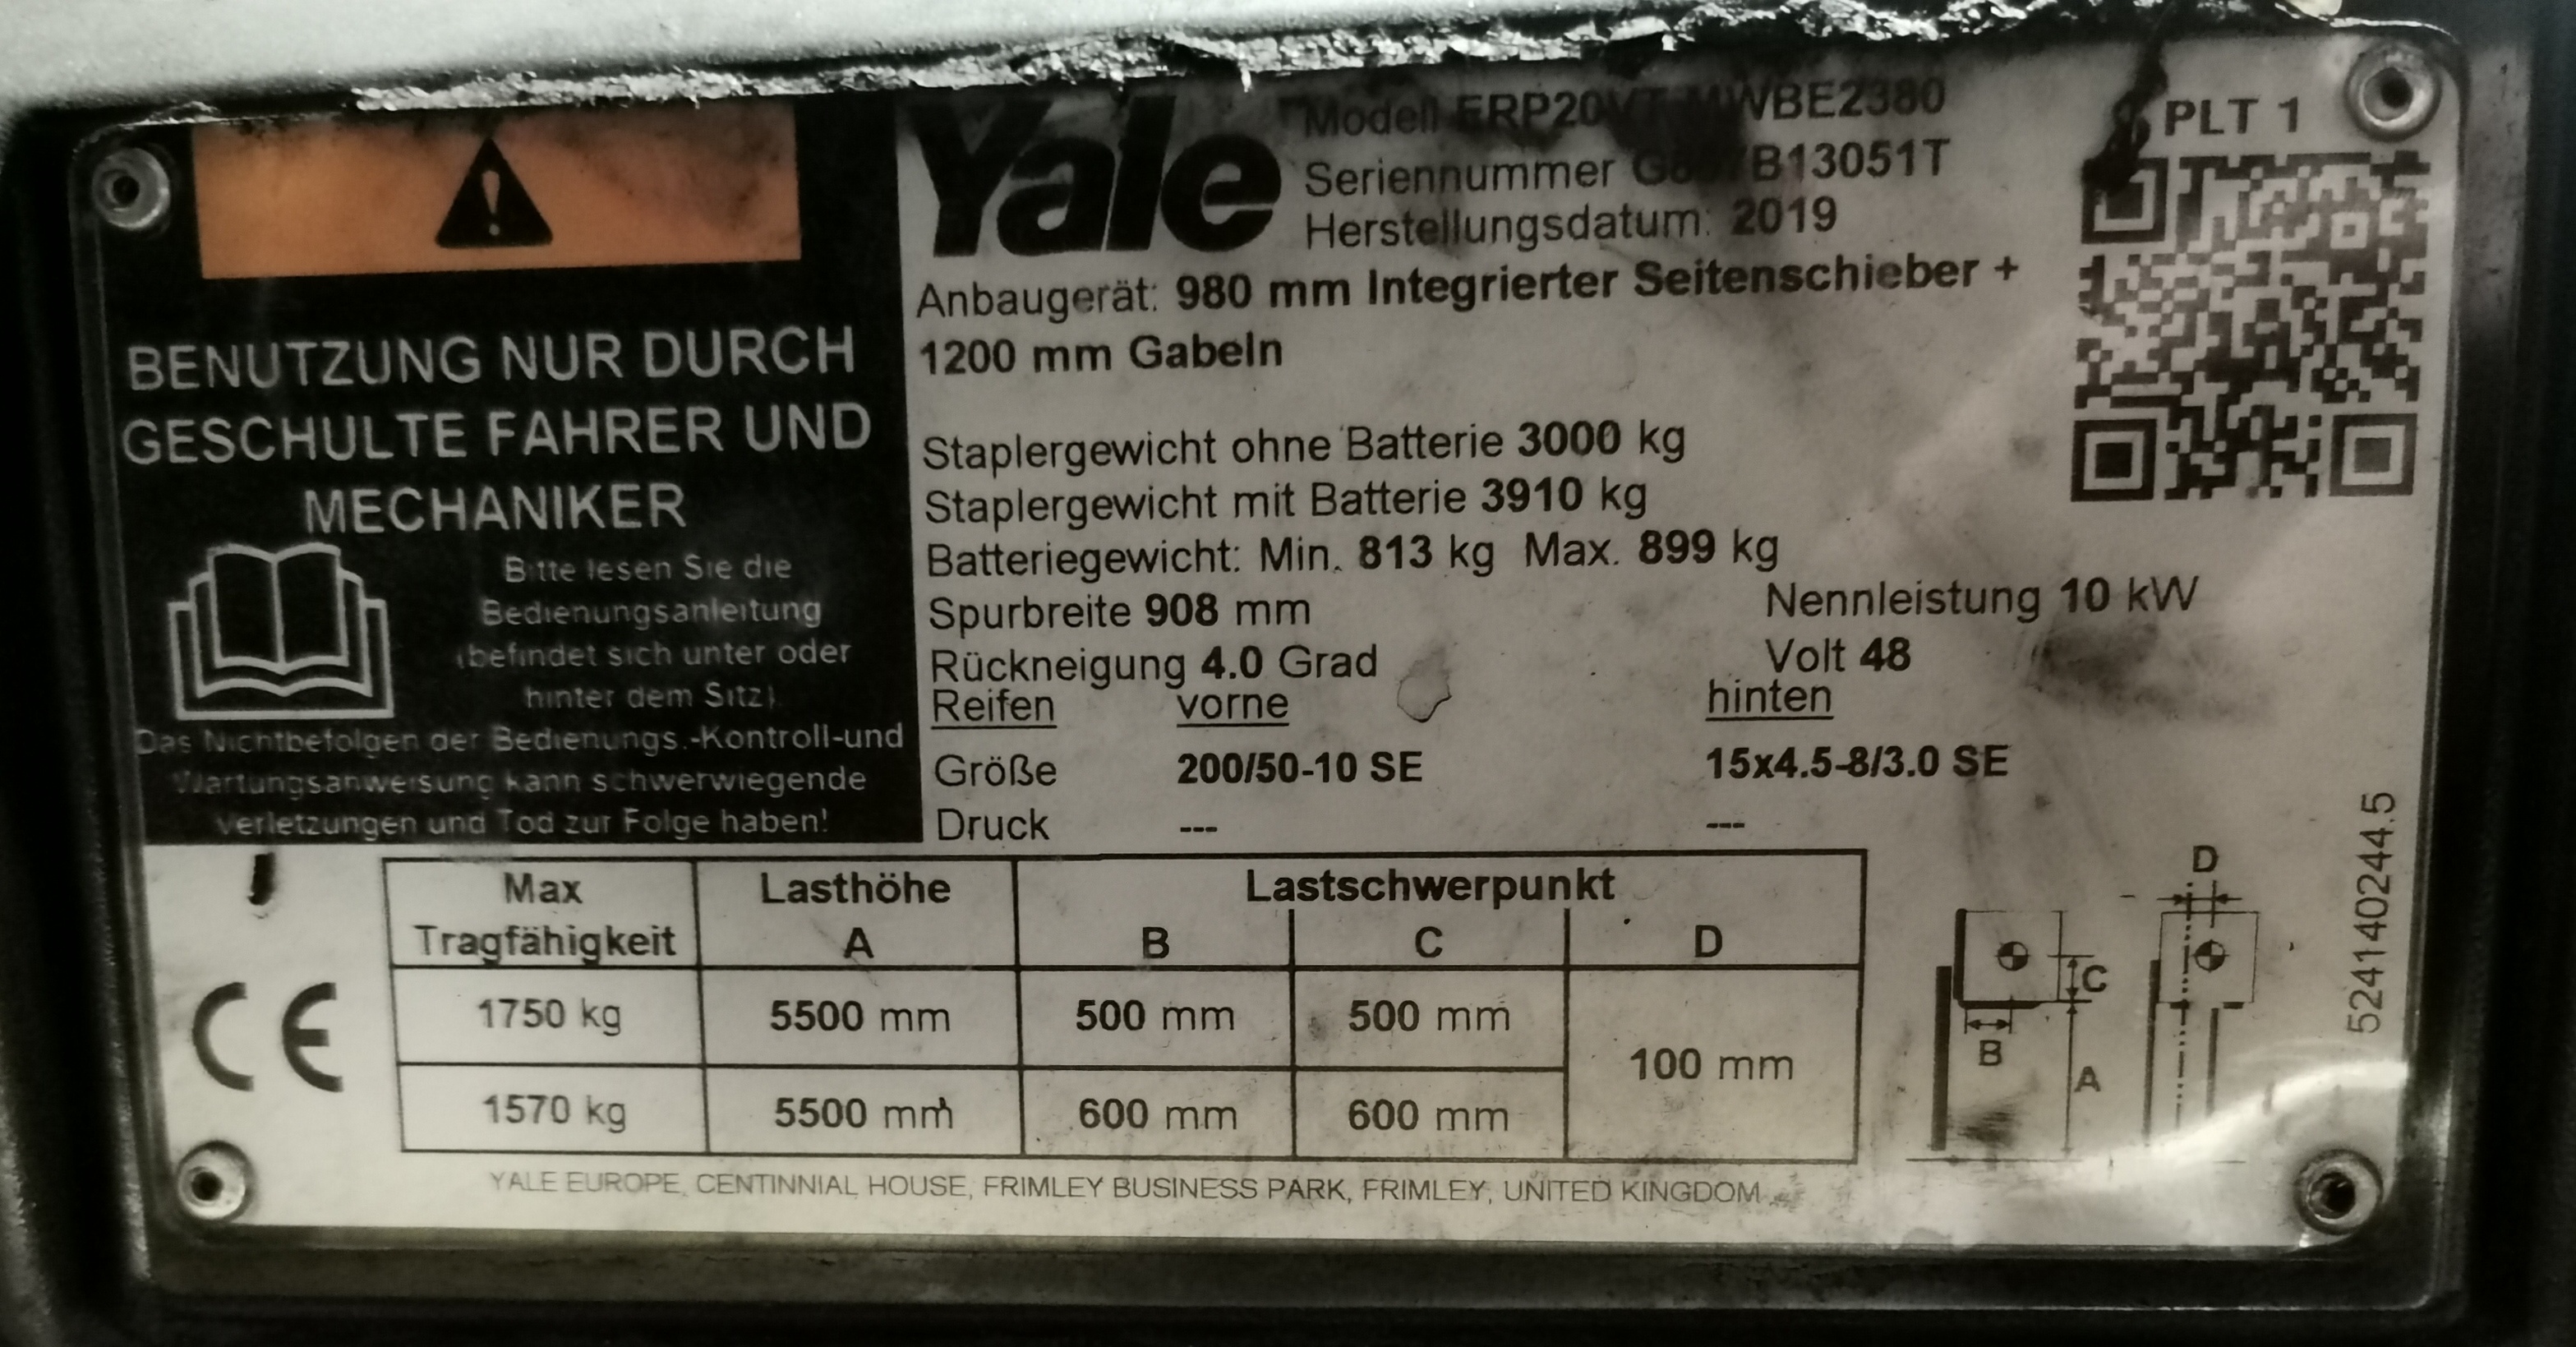 BENUTZUNG NUR DURCH
GESCHULTE FAHRER UND
MECHANIKER
Bitte lesen Sie die
Bedienungsanleitung
(befindet sich unter oder
hinter dem Sitz)
Das Nichtbefolgen der Bedienungs.-Kontroll-und
Wartungsanweisung kann schwerwiegende
Verletzungen und Tod zur Folge haben!
Yale
Modell MWBE2380
Seriennummer
Herstellungsdatum: 2019
Anbaugerät: 980 mm Integrierter Seitenschieber +
1200 mm Gabeln
Staplergewicht ohne Batterie 3000 kg
Staplergewicht mit Batterie 3910 kg
Batteriegewicht: Min. 813 kg Max. 899 kg
Spurbreite 908 mm Nennleistung 10 kW
Rückneigung 4.0 Grad Volt 48
Reifen vorne hinten
Größe 200/50-10 SE 15x4.5-8/3.0 SE
Druck --- ---
PLT 1
CE
Max Lasthöhe Lastschwerpunkt
Tragfähigkeit A B C D
1750 kg 5500 mm 500 mm 500 mm
100 mm
1570 kg 5500 mm 600 mm 600 mm
YALE EUROPE, CENTINNIAL HOUSE, FRIMLEY BUSINESS PARK, FRIMLEY, UNITED KINGDOM
D
C
B
A
524140244.5